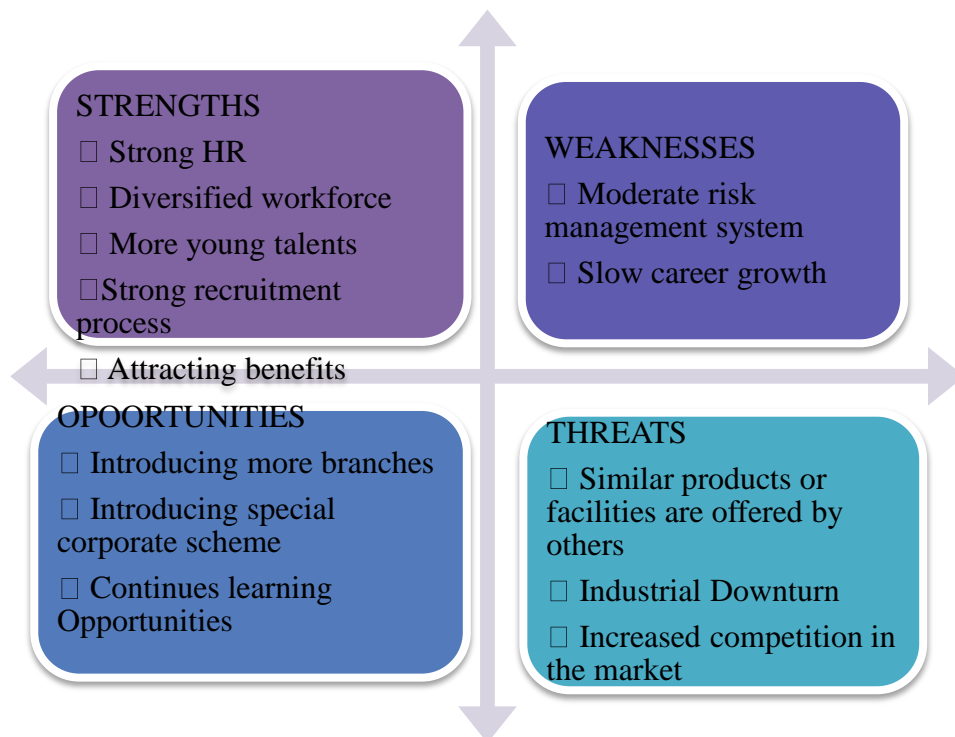 STRENGTHS
□ Strong HR
□ Diversified workforce
□ More young talents
□Strong recruitment
process
□ Attracting benefits
WEAKNESSES
□ Moderate risk
management system
□ Slow career growth
OPOORTUNITIES
□ Introducing more branches
□ Introducing special
corporate scheme
□ Continues learning
Opportunities
THREATS
□ Similar products or
facilities are offered by
others
□ Industrial Downturn
□ Increased competition in
the market